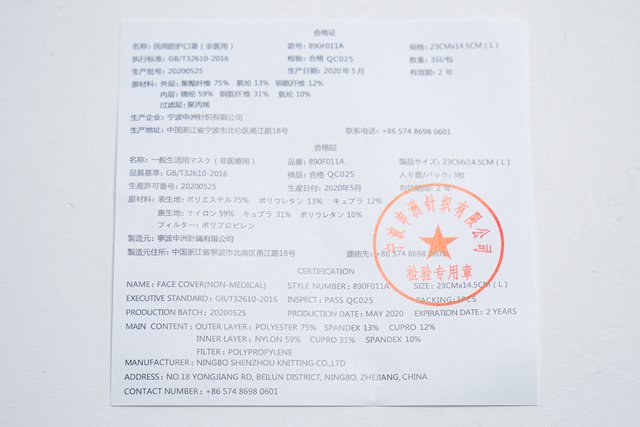 合格证
名称：民用防护口罩（非医用） 款号：890F011A 规格：23CMx14.5CM ( L )
执行标准：GB/T32610-2016 检验：合格 QC025 数量：3只/包
生产批号：20200525 生产日期：2020年5月 有效期：2 年
原材料：外层：聚酯纤维 75% 氨纶 13% 铜氨纤维 12%
内层：锦纶 59% 铜氨纤维 31% 氨纶 10%
过滤层：聚丙烯
生产企业：宁波申洲针织有限公司
生产地址：中国浙江省宁波市北仑区甬江路18号 联系电话：+86 574 8698 0601
合格证
名称：一般生活用マスク（非医療用） 品番：890F011A 製品サイズ：23CMx14.5CM ( L )
品質基準：GB/T32610-2016 検品：合格 QC025 入り数/パック：3枚
生産許可番号：20200525 生産日付：2020年5月 有效期間：2 年
原材料：表生地：ポリエステル75% ポリウレタン 13% キュプラ 12%
裏生地：ナイロン 59% キュプラ 31% ポリウレタン 10%
フィルター：ポリプロピレン
製造元：寧波申洲針織有限公司
製造元住所：中国浙江省寧波市北侖區甬江路18号 連絡先：+86 574 8698 0601
宁波申洲针织有限公司
检验专用章
CERTIFICATION
NAME: FACE COVER(NON-MEDICAL) STYLE NUMBER: 890F011A SIZE: 23CMx14.5CM ( L )
EXECUTIVE STANDARD : GB/T32610-2016 INSPECT : PASS QC025 PACKING:3PCS
PRODUCTION BATCH: 20200525 PRODUCTION DATE : MAY 2020 EXPIRATION DATE: 2 YEARS
MAIN CONTENT : OUTER LAYER : POLYESTER 75% SPANDEX 13% CUPRO 12%
INNER LAYER : NYLON 59% CUPRO 31% SPANDEX 10%
FILTER : POLYPROPYLENE
MANUFACTURER : NINGBO SHENZHOU KNITTING CO.,LTD
ADDRESS : NO.18 YONGJIANG RD, BEILUN DISTRICT, NINGBO, ZHEJIANG, CHINA
CONTACT NUMBER : +86 574 8698 0601